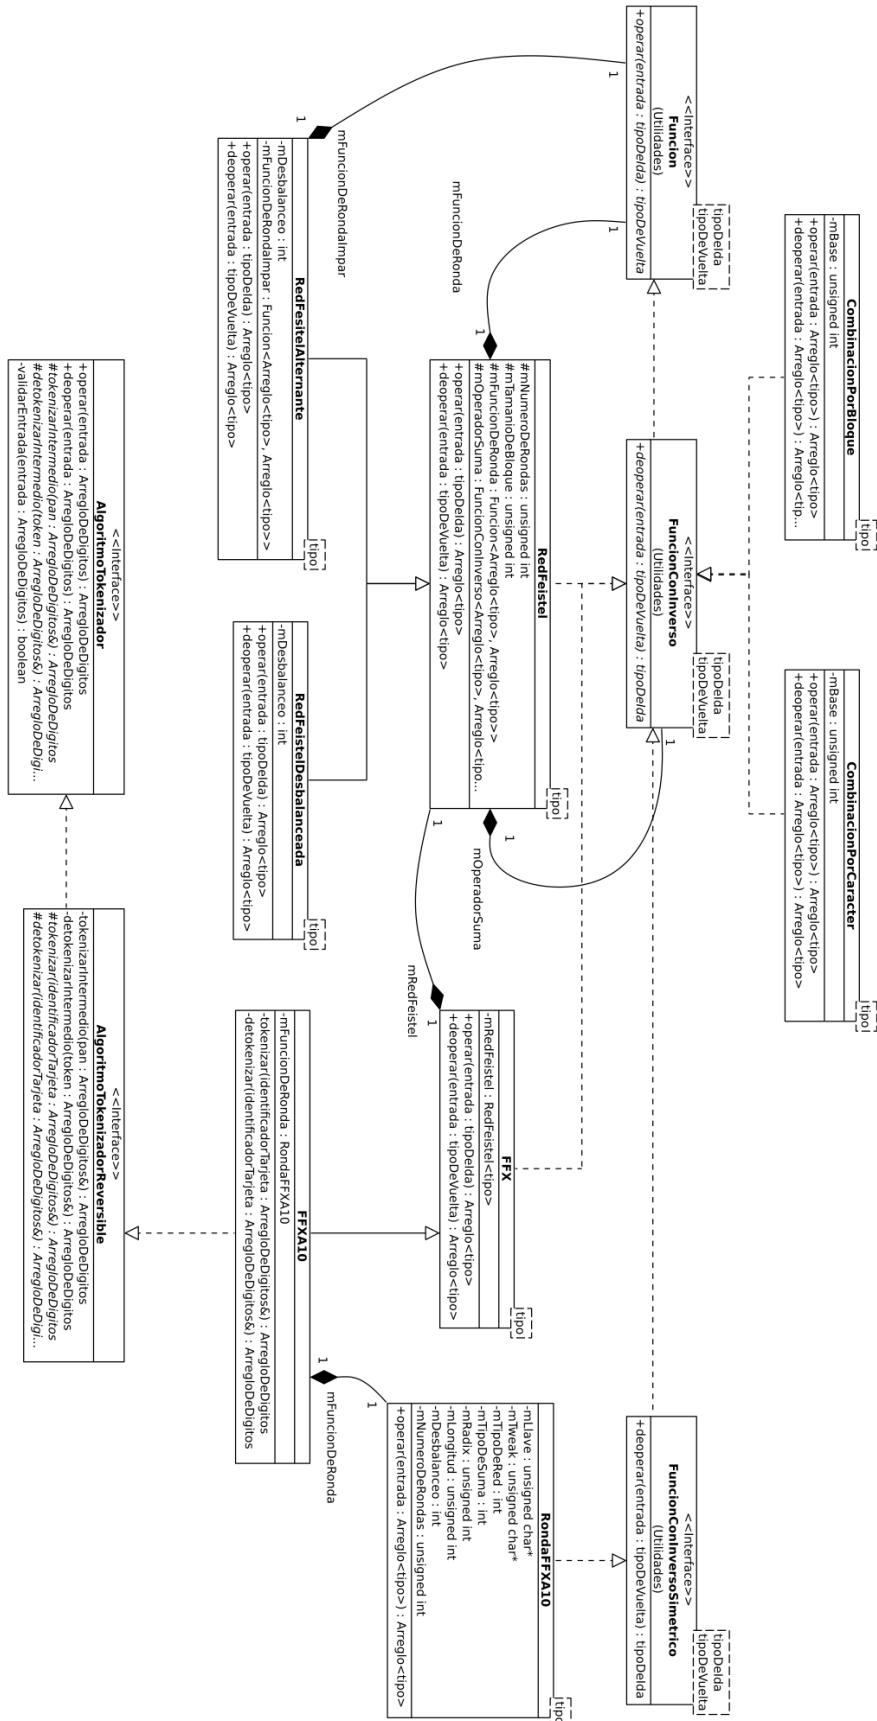 <<Interface>>
Funcion
(Utilidades)
tipoDeIda
tipoDeVuelta
+operar(entrada : tipoDeIda) : tipoDeVuelta
1
1
CombinacionPorBloque
tipo
-mBase : unsigned int
+operar(entrada : Arreglo<tipo>) : Arreglo<tipo>
+deoperar(entrada : Arreglo<tipo>) : Arreglo<tip...
<<Interface>>
FuncionConInverso
(Utilidades)
tipoDeIda
tipoDeVuelta
+deoperar(entrada : tipoDeVuelta) : tipoDeIda
1
CombinacionPorCaracter
tipo
-mBase : unsigned int
+operar(entrada : Arreglo<tipo>) : Arreglo<tipo>
+deoperar(entrada : Arreglo<tipo>) : Arreglo<tipo>
<<Interface>>
FuncionConInversoSimetrico
(Utilidades)
tipoDeIda
tipoDeVuelta
+deoperar(entrada : tipoDeVuelta) : tipoDeIda
mFuncionDeRonda
1
RedFeistel
tipo
#mNumeroDeRondas : unsigned int
#mTamanioDeBloque : unsigned int
#mFuncionDeRonda : Funcion<Arreglo<tipo>, Arreglo<tipo>>
#mOperadorSuma : FuncionConInverso<Arreglo<tipo>, Arreglo<tipo...
+operar(entrada : tipoDeIda) : Arreglo<tipo>
+deoperar(entrada : tipoDeVuelta) : Arreglo<tipo>
1
mOperadorSuma
1
mRedFeistel
1
FFX
tipo
-mRedFeistel : RedFeistel<tipo>
+operar(entrada : tipoDeIda) : Arreglo<tipo>
+deoperar(entrada : tipoDeVuelta) : Arreglo<tipo>
RondaFFXA10
tipo
-mLlave : unsigned char*
-mTweak : unsigned char*
-mTipoDeRed : int
-mTipoDeSuma : int
-mRadix : unsigned int
-mLongitud : unsigned int
-mDesbalanceo : int
-mNumeroDeRondas : unsigned int
+operar(entrada : Arreglo<tipo>) : Arreglo<tipo>
1
mFuncionDeRonda
1
1
mFuncionDeRondaImpar
RedFesitelAlternante
tipo
-mDesbalanceo : int
-mFuncionDeRondaImpar : Funcion<Arreglo<tipo>, Arreglo<tipo>>
+operar(entrada : tipoDeIda) : Arreglo<tipo>
+deoperar(entrada : tipoDeVuelta) : Arreglo<tipo>
RedFeistelDesbalanceada
tipo
-mDesbalanceo : int
+operar(entrada : tipoDeIda) : Arreglo<tipo>
+deoperar(entrada : tipoDeVuelta) : Arreglo<tipo>
FFXA10
-mFuncionDeRonda : RondaFFXA10
-tokenizar(identificadorTarjeta : ArregloDeDigitos&) : ArregloDeDigitos
-detokenizar(identificadorTarjeta : ArregloDeDigitos&) : ArregloDeDigitos
<<Interface>>
AlgoritmoTokenizador
+operar(entrada : ArregloDeDigitos) : ArregloDeDigitos
+deoperar(entrada : ArregloDeDigitos) : ArregloDeDigitos
#tokenizarIntermedio(pan : ArregloDeDigitos&) : ArregloDeDigitos
#detokenizarIntermedio(token : ArregloDeDigitos&) : ArregloDeDigi...
-validarEntrada(entrada : ArregloDeDigitos) : boolean
<<Interface>>
AlgoritmoTokenizadorReversible
-tokenizarIntermedio(pan : ArregloDeDigitos&) : ArregloDeDigitos
-detokenizarIntermedio(token : ArregloDeDigitos&) : ArregloDeDigitos
#tokenizar(identificadorTarjeta : ArregloDeDigitos&) : ArregloDeDigitos
#detokenizar(identificadorTarjeta : ArregloDeDigitos&) : ArregloDeDigi...